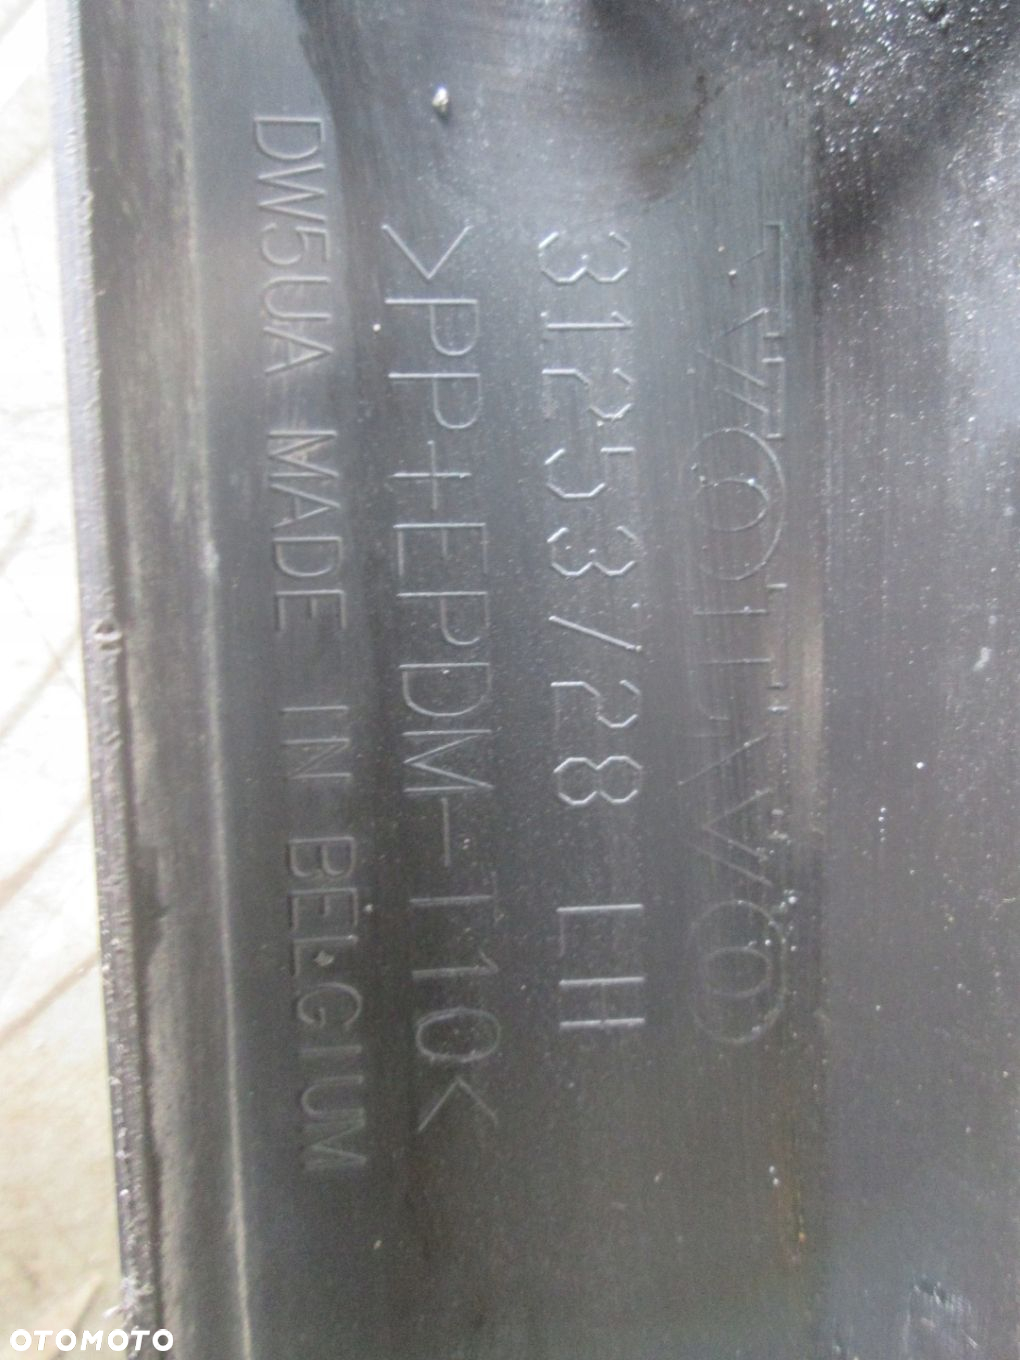 VOLVO
31253728 LH
>PP+EPDM-T10<
DW5UA MADE IN BELGIUM
OTOMOTO